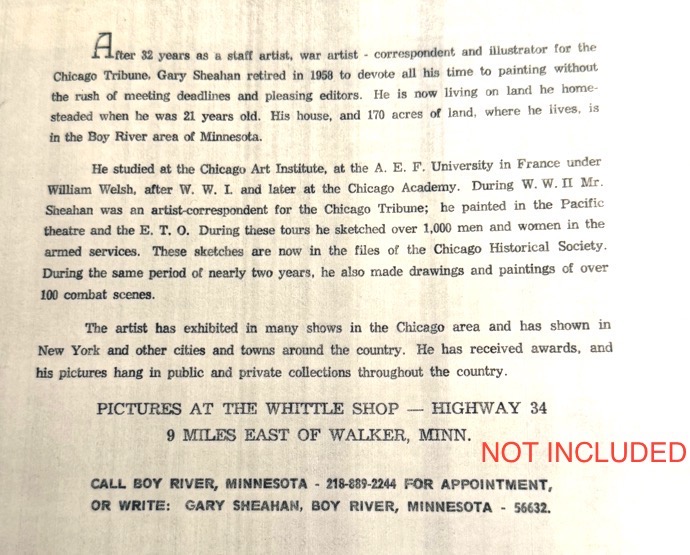 After 32 years as a staff artist, war artist - correspondent and illustrator for the
Chicago Tribune, Gary Sheahan retired in 1958 to devote all his time to painting without
the rush of meeting deadlines and pleasing editors. He is now living on land he home-
steaded when he was 21 years old. His house, and 170 acres of land, where he lives, is
in the Boy River area of Minnesota.
He studied at the Chicago Art Institute, at the A. E. F. University in France under
William Welsh, after W. W. I. and later at the Chicago Academy. During W. W. II Mr.
Sheahan was an artist-correspondent for the Chicago Tribune; he painted in the Pacific
theatre and the E. T. O. During these tours he sketched over 1,000 men and women in the
armed services. These sketches are now in the files of the Chicago Historical Society.
During the same period of nearly two years, he also made drawings and paintings of over
100 combat scenes.
The artist has exhibited in many shows in the Chicago area and has shown in
New York and other cities and towns around the country. He has received awards, and
his pictures hang in public and private collections throughout the country.
PICTURES AT THE WHITTLE SHOP — HIGHWAY 34
9 MILES EAST OF WALKER, MINN.
NOT INCLUDED
CALL BOY RIVER, MINNESOTA - 218-889-2244 FOR APPOINTMENT,
OR WRITE: GARY SHEAHAN, BOY RIVER, MINNESOTA - 56632.